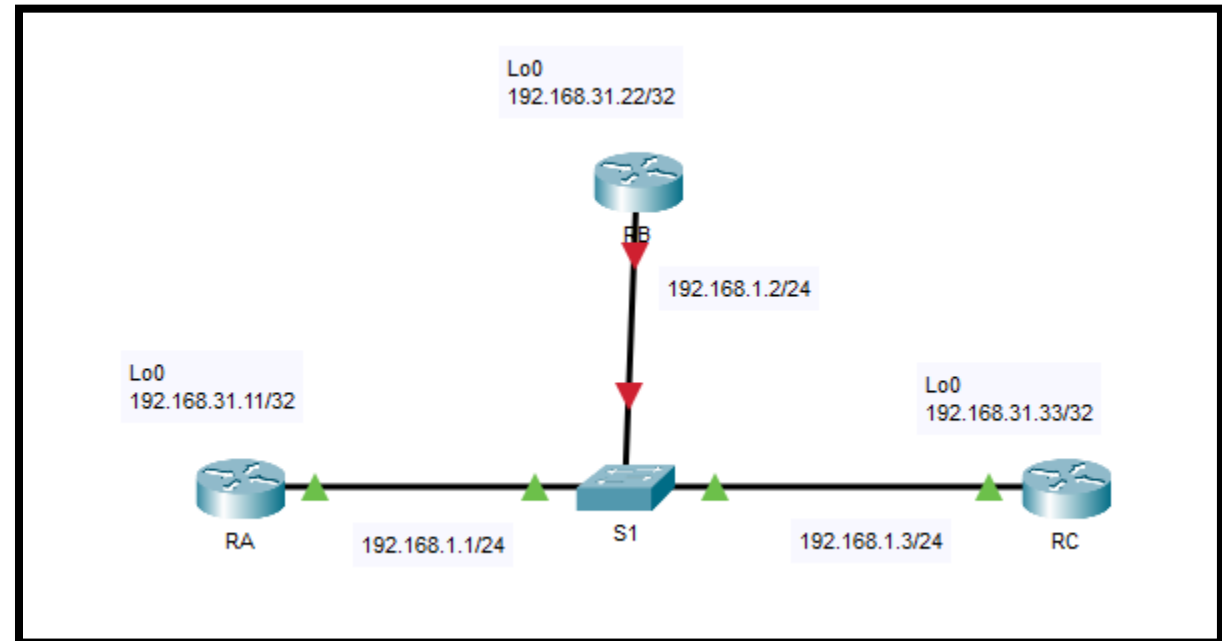 Lo0
192.168.31.22/32
RB
192.168.1.2/24
Lo0
192.168.31.11/32
Lo0
192.168.31.33/32
RA
192.168.1.1/24
S1
192.168.1.3/24
RC